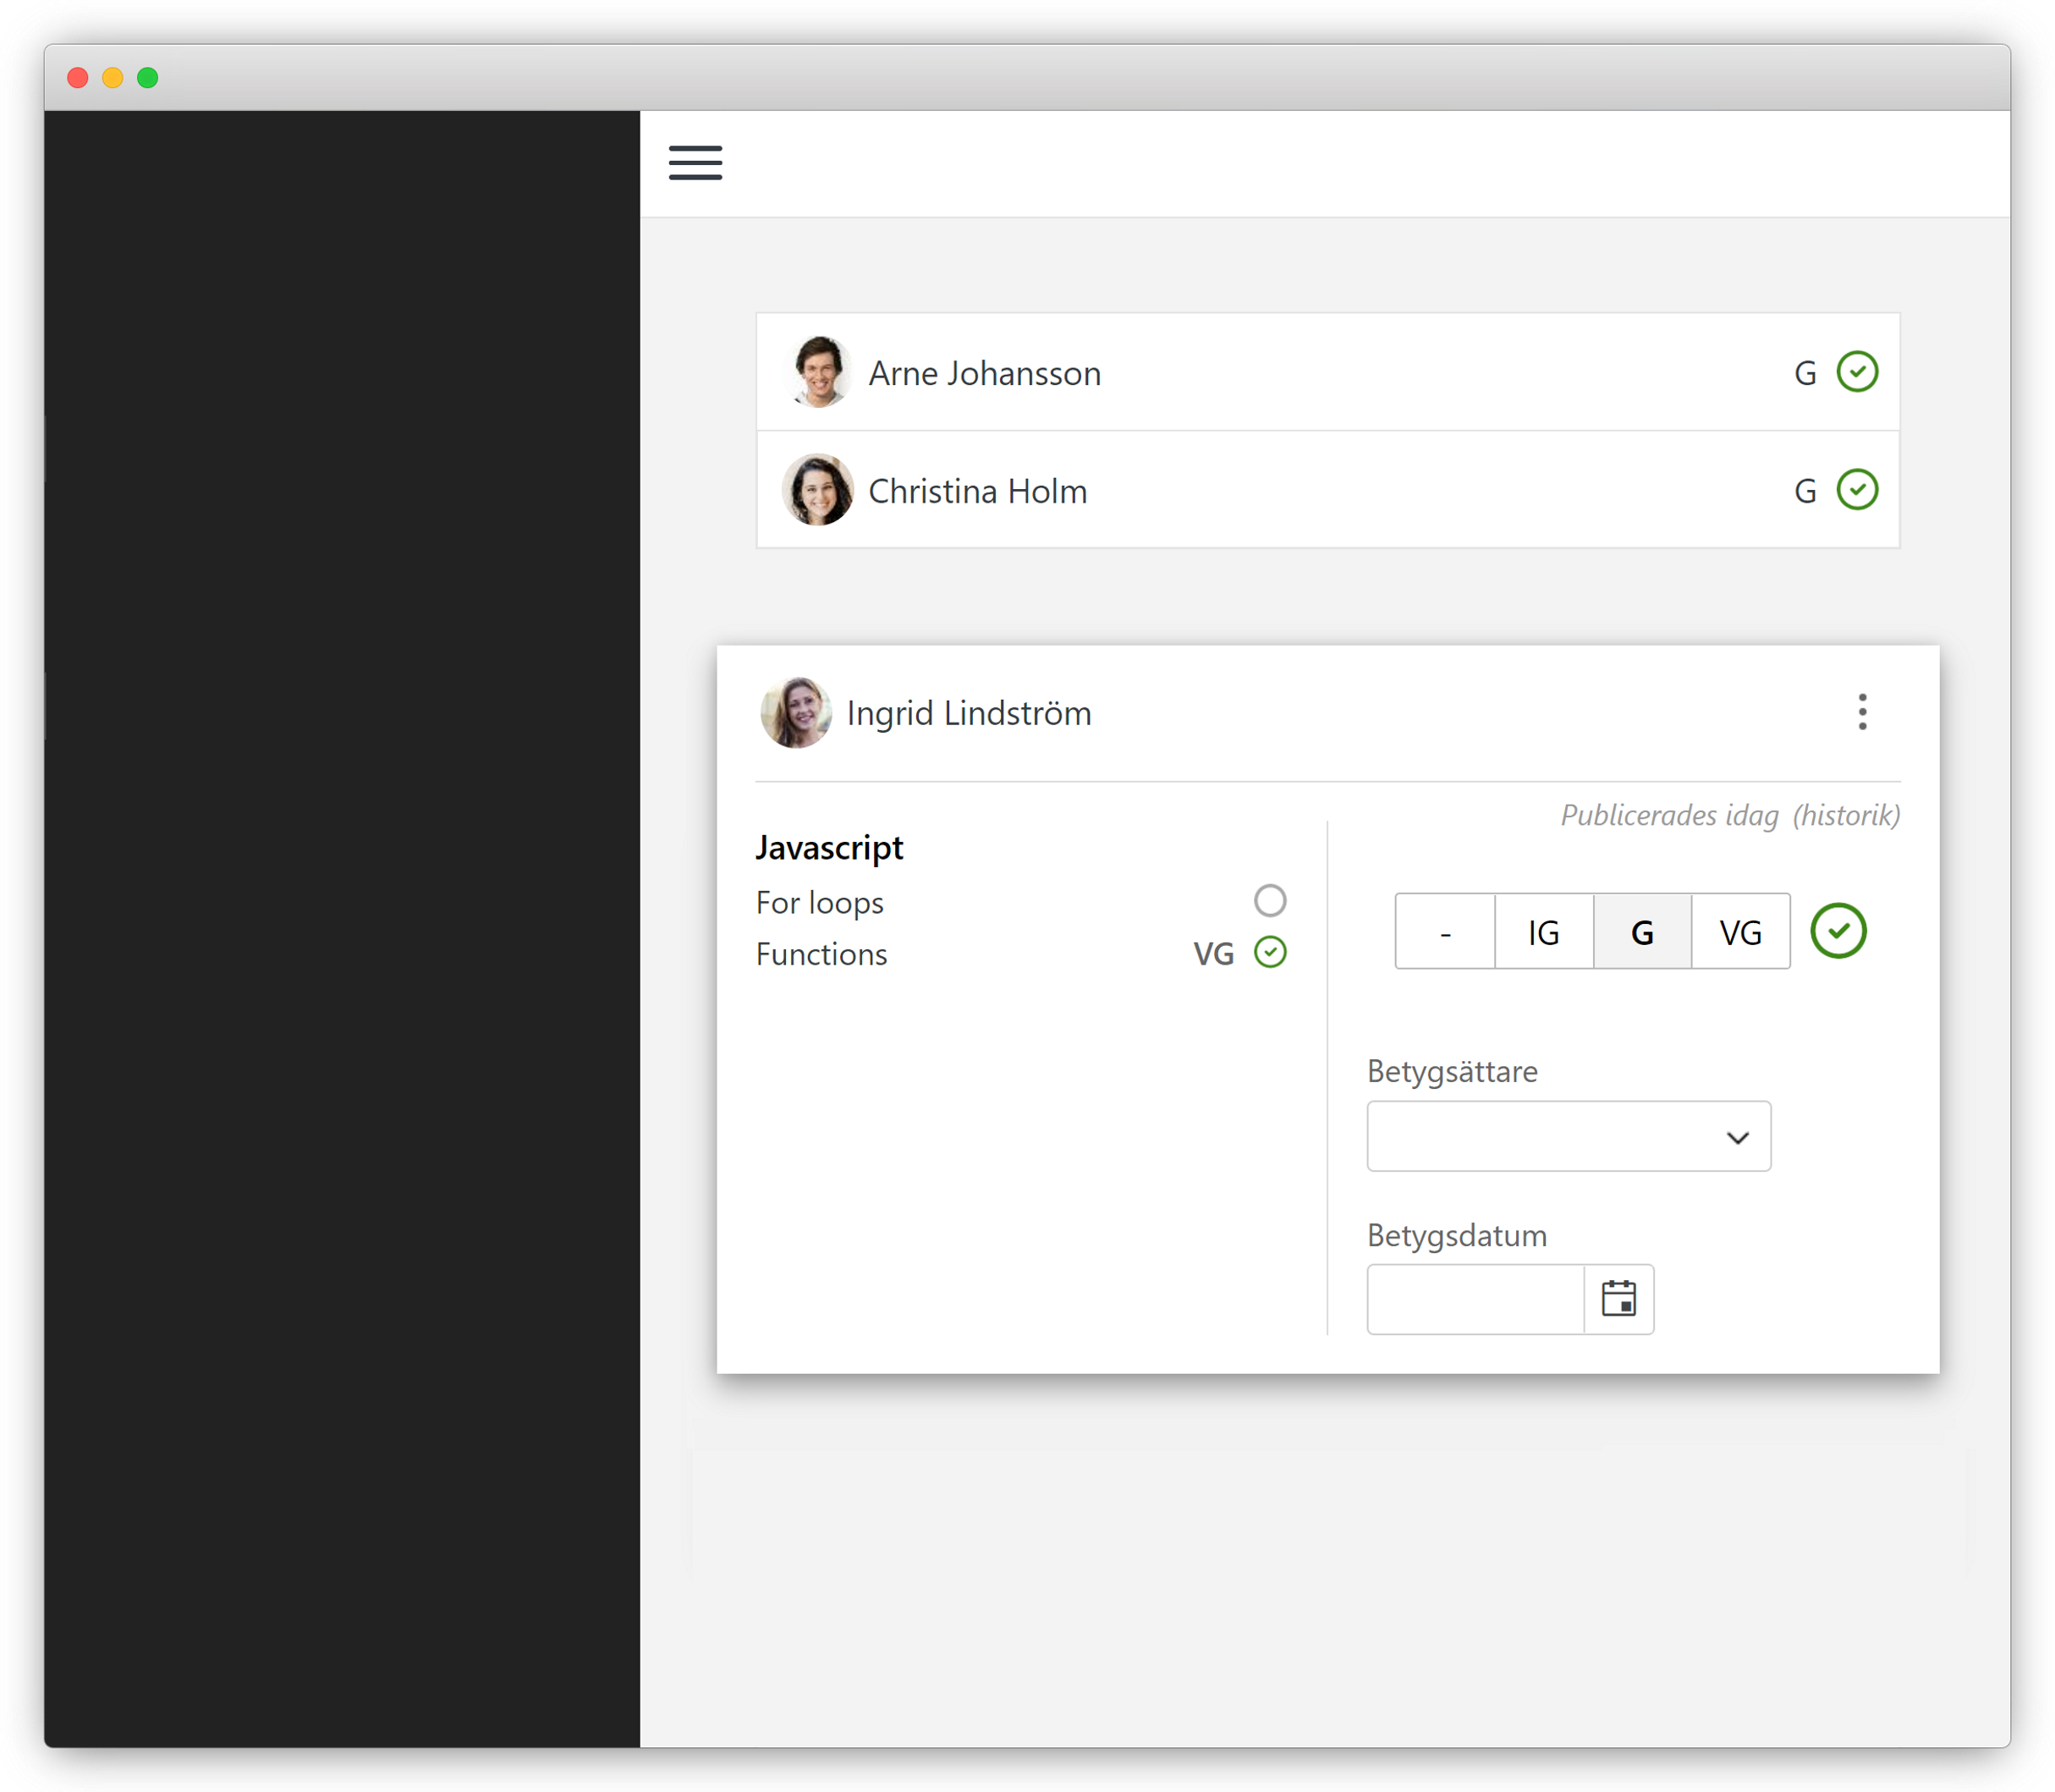 Arne Johansson G
Christina Holm G
Ingrid Lindström
Publicerades idag (historik)
Javascript
For loops
Functions VG
- IG G VG
Betygsättare
Betygsdatum